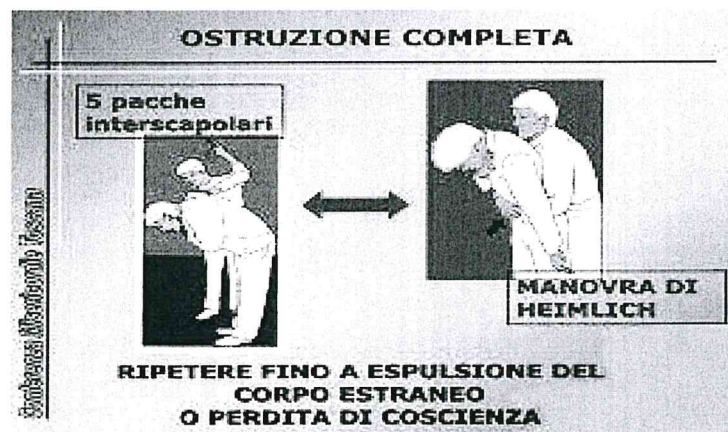 OSTRUZIONE COMPLETA
5 pacche
interscapolari
MANOVRA DI
HEIMLICH
RIPETERE FINO A ESPULSIONE DEL
CORPO ESTRANEO
O PERDITA DI COSCIENZA